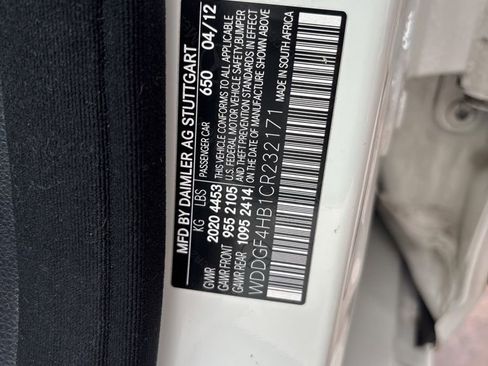 MFD BY DAIMLER AG STUTTGART
650 04/12
KG LBS PASSENGER CAR
GVWR 2020 4453 THIS VEHICLE CONFORMS TO ALL APPLICABLE
GAWR FRONT 955 2105 U.S. FEDERAL MOTOR VEHICLE SAFETY,BUMPER
GAWR REAR 1095 2414 AND THEFT PREVENTION STANDARDS IN EFFECT
ON THE DATE OF MANUFACTURE SHOWN ABOVE
WDDGF4HB1CR232171 MADE IN SOUTH AFRICA